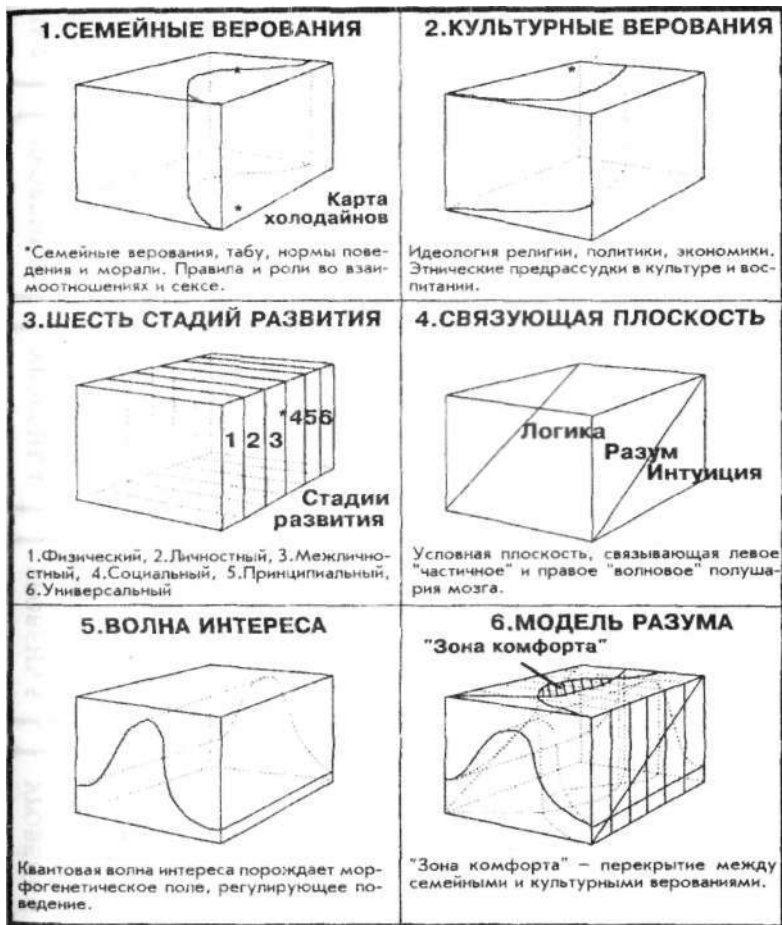 1.СЕМЕЙНЫЕ ВЕРОВАНИЯ
*
*
Карта
холодайнов
*Семейные верования, табу, нормы пове-
дения и морали. Правила и роли во взаи-
моотношениях и сексе.
2.КУЛЬТУРНЫЕ ВЕРОВАНИЯ
*
Идеология религии, политики, экономики.
Этнические предрассудки в культуре и вос-
питании.
3.ШЕСТЬ СТАДИЙ РАЗВИТИЯ
1 2 3 *456
Стадии
развития
1.Физический, 2.Личностный, 3.Межлично-
стный, 4.Социальный, 5.Принципиальный,
6.Универсальный
4.СВЯЗУЮЩАЯ ПЛОСКОСТЬ
Логика
Разум
Интуиция
Условная плоскость, связывающая левое
"частичное" и правое "волновое" полуша-
рия мозга.
5.ВОЛНА ИНТЕРЕСА
Квантовая волна интереса порождает мор-
фогенетическое поле, регулирующее по-
ведение.
6.МОДЕЛЬ РАЗУМА
"Зона комфорта"
"Зона комфорта" – перекрытие между
семейными и культурными верованиями.